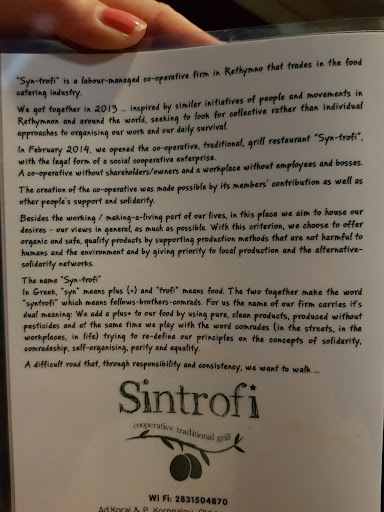 "Syn-trofi" is a labour-managed co-operative firm in Rethymno that trades in the food
catering industry.
We got together in 2013 ... inspired by similar initiatives of people and movements in
Rethymnon and around the world, seeking to look for collective rather than individual
approaches to organising our work and our daily survival.
In February 2014, we opened the co-operative, traditional, grill restaurant "Syn-trofi",
with the legal form of a social cooperative enterprise.
A co-operative without shareholders/owners and a workplace without employees and bosses.
The creation of the co-operative was made possible by its members' contribution as well as
other people's support and solidarity.
Besides the working / making-a-living part of our lives, in this place we aim to house our
desires - our views in general, as much as possible. With this criterion, we choose to offer
organic and safe, quality products by supporting production methods that are not harmful to
humans and the environment and by giving priority to local production and the alternative-
solidarity networks.
The name "Syn-trofi"
In Greek, "syn" means plus (+) and "trofi" means food. The two together make the word
"syntrofi" which means fellows-brothers-comrads. For us the name of our firm carries it's
dual meaning: We add a plus+ to our food by using pure, clean products, produced without
pesticides and at the same time we play with the word comrades (in the streets, in the
workplaces, in life) trying to re-define our principles on the concepts of solidarity,
comradeship, self-organising, parity and equality.
A difficult road that, through responsibility and consistency, we want to walk ...
Sintrofi
cooperative traditional grill
Wi Fi: 2831504870
Ad.Korai & P.